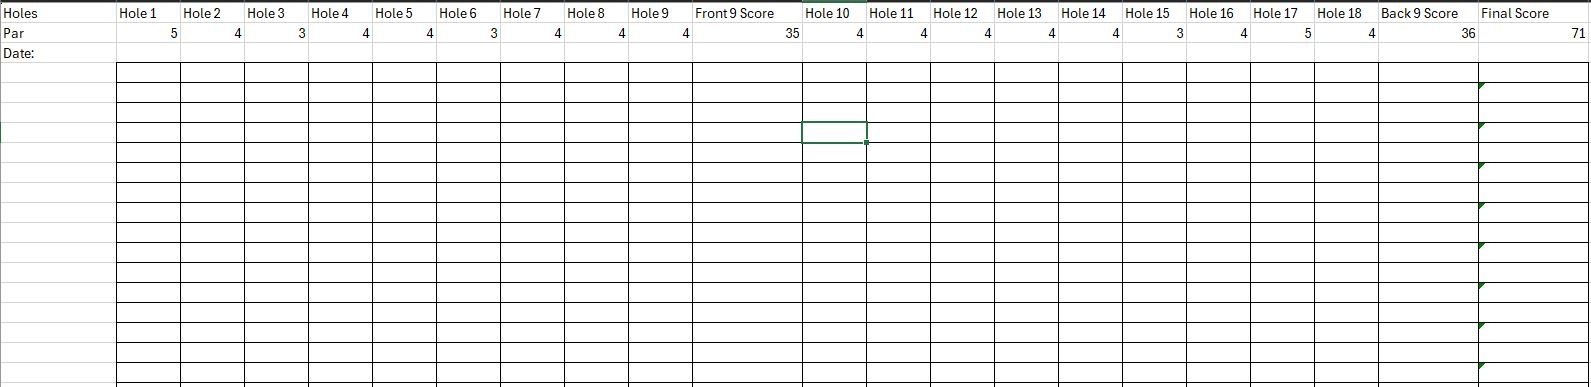 Holes Hole 1 Hole 2 Hole 3 Hole 4 Hole 5 Hole 6 Hole 7 Hole 8 Hole 9 Front 9 Score Hole 10 Hole 11 Hole 12 Hole 13 Hole 14 Hole 15 Hole 16 Hole 17 Hole 18 Back 9 Score Final Score
Par 5 4 3 4 4 3 4 4 4 35 4 4 4 4 4 3 4 5 4 36 71
Date: